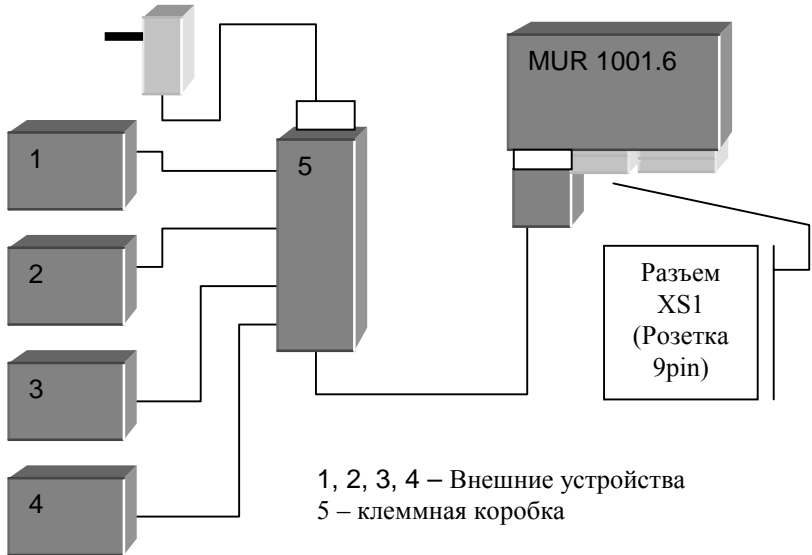 MUR 1001.6
1
5
2
3
4
Разъем
XS1
(Розетка
9pin)
1, 2, 3, 4 – Внешние устройства
5 – клеммная коробка